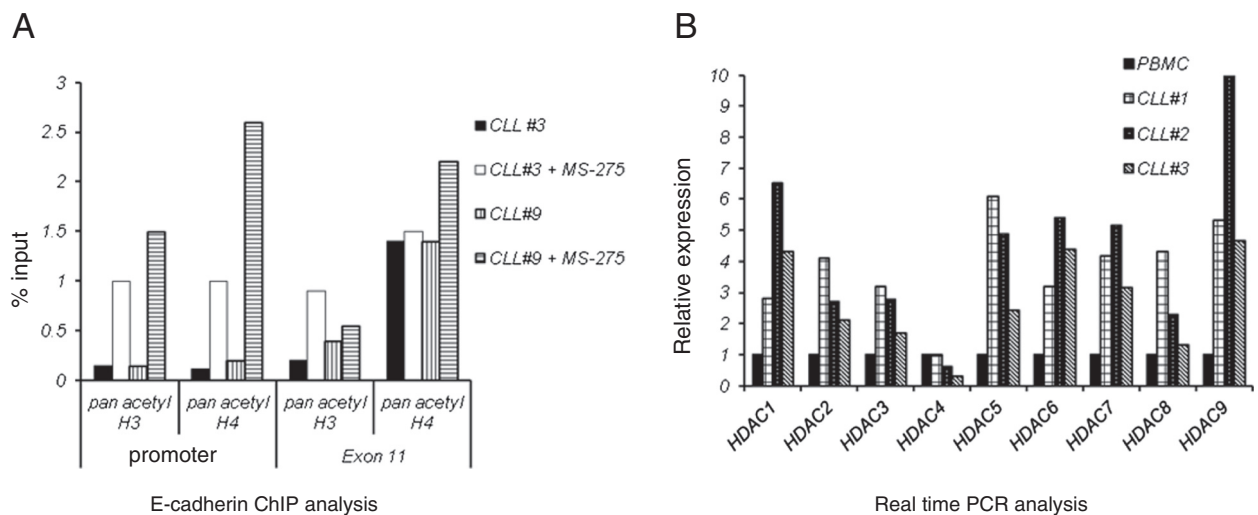 A
3
2.5
2
1.5
1
0.5
0
% input
CLL #3
CLL#3 + MS-275
CLL#9
CLL#9 + MS-275
pan acetyl H3
pan acetyl H4
pan acetyl H3
pan acetyl H4
promoter
Exon 11
E-cadherin ChIP analysis
B
10
9
8
7
6
5
4
3
2
1
0
Relative expression
PBMC
CLL#1
CLL#2
CLL#3
HDAC1
HDAC2
HDAC3
HDAC4
HDAC5
HDAC6
HDAC7
HDAC8
HDAC9
Real time PCR analysis